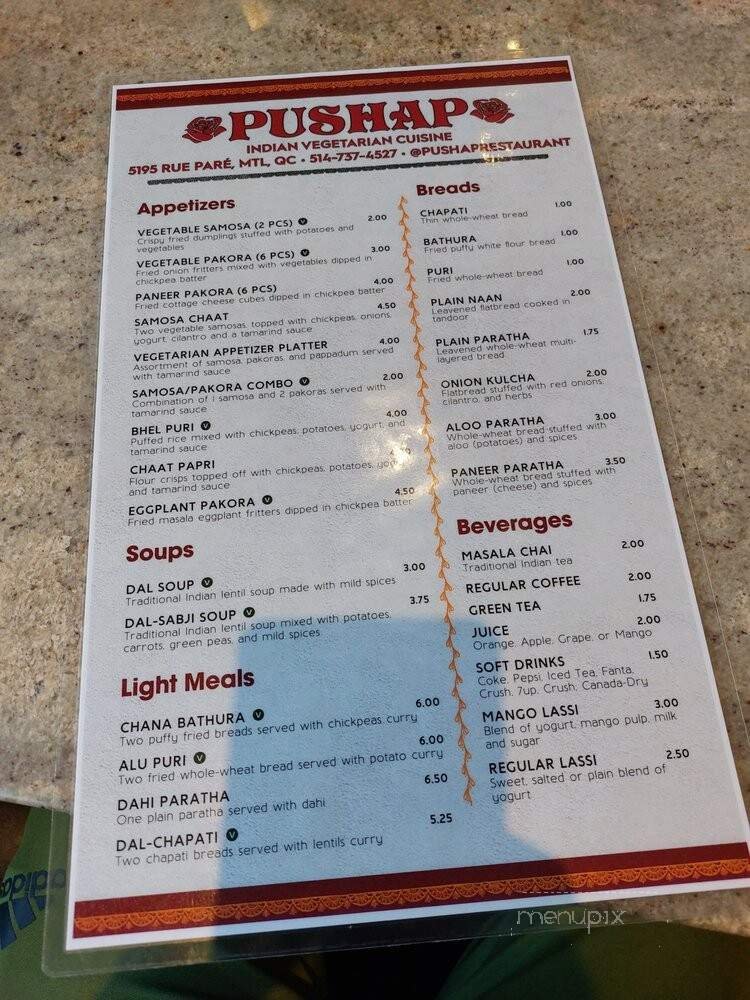 PUSHAP
INDIAN VEGETARIAN CUISINE
5195 RUE PARÉ, MTL, QC • 514-737-4527 • @PUSHAPRESTAURANT
Appetizers
VEGETABLE SAMOSA (2 PCS) V 2.00
Crispy fried dumplings stuffed with potatoes and
vegetables
VEGETABLE PAKORA (6 PCS) V 3.00
Fried onion fritters mixed with vegetables dipped in
chickpea batter
PANEER PAKORA (6 PCS) 4.00
Fried cottage cheese cubes dipped in chickpea batter
SAMOSA CHAAT 4.50
Two vegetable samosas, topped with chickpeas, onions,
yogurt, cilantro and a tamarind sauce
VEGETARIAN APPETIZER PLATTER 4.00
Assortment of samosa, pakoras, and pappadum served
with tamarind sauce
SAMOSA/PAKORA COMBO V 2.00
Combination of 1 samosa and 2 pakoras served with
tamarind sauce
BHEL PURI V 4.00
Puffed rice mixed with chickpeas, potatoes, yogurt, and
tamarind sauce
CHAAT PAPRI
Flour crisps topped off with chickpeas, potatoes,
and tamarind sauce
EGGPLANT PAKORA V 4.50
Fried masala eggplant fritters dipped in chickpea batter
Soups
DAL SOUP V 3.00
Traditional Indian lentil soup made with mild spices
DAL-SABJI SOUP V 3.75
Traditional Indian lentil soup mixed with potatoes,
carrots, green peas, and mild spices
Light Meals
CHANA BATHURA V 6.00
Two puffy fried breads served with chickpeas curry
ALU PURI V 6.00
Two fried whole-wheat bread served with potato curry
DAHI PARATHA 6.50
One plain paratha served with dahi
DAL-CHAPATI V 5.25
Two chapati breads served with lentils curry
Breads
CHAPATI 1.00
Thin whole-wheat bread
BATHURA 1.00
Fried puffy white flour bread
PURI 1.00
Fried whole-wheat bread
PLAIN NAAN 2.00
Leavened flatbread cooked in
tandoor
PLAIN PARATHA 1.75
Leavened whole-wheat multi-
layered bread
ONION KULCHA 2.00
Flatbread stuffed with red onions,
cilantro, and herbs
ALOO PARATHA 3.00
Whole-wheat bread stuffed with
aloo (potatoes) and spices
PANEER PARATHA 3.50
Whole-wheat bread stuffed with
paneer (cheese) and spices
Beverages
MASALA CHAI 2.00
Traditional Indian tea
REGULAR COFFEE 2.00
GREEN TEA 1.75
JUICE 2.00
Orange, Apple, Grape, or Mango
SOFT DRINKS 1.50
Coke, Pepsi, Iced Tea, Fanta,
Crush, 7up, Crush, Canada-Dry
MANGO LASSI 3.00
Blend of yogurt, mango pulp, milk
and sugar
REGULAR LASSI 2.50
Sweet, salted or plain blend of
yogurt
menupix
adidas